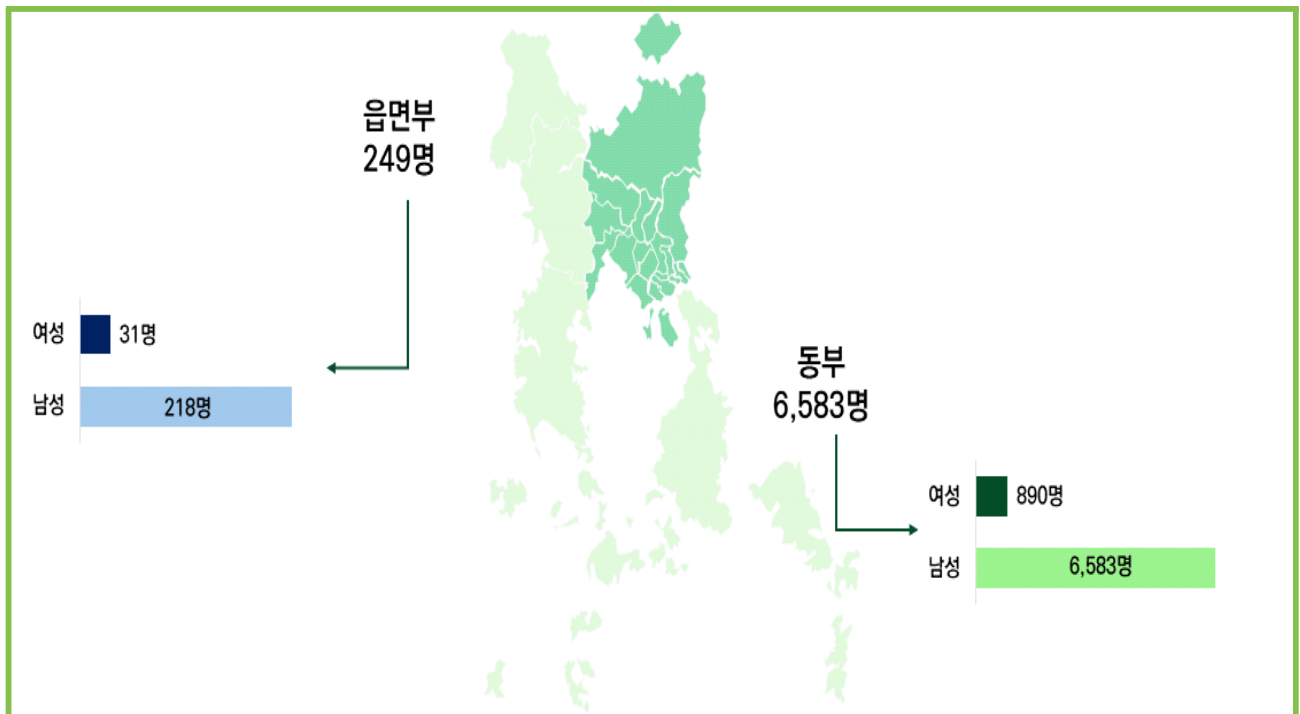 읍면부
249명
여성 31명
남성 218명
동부
6,583명
여성 890명
남성 6,583명